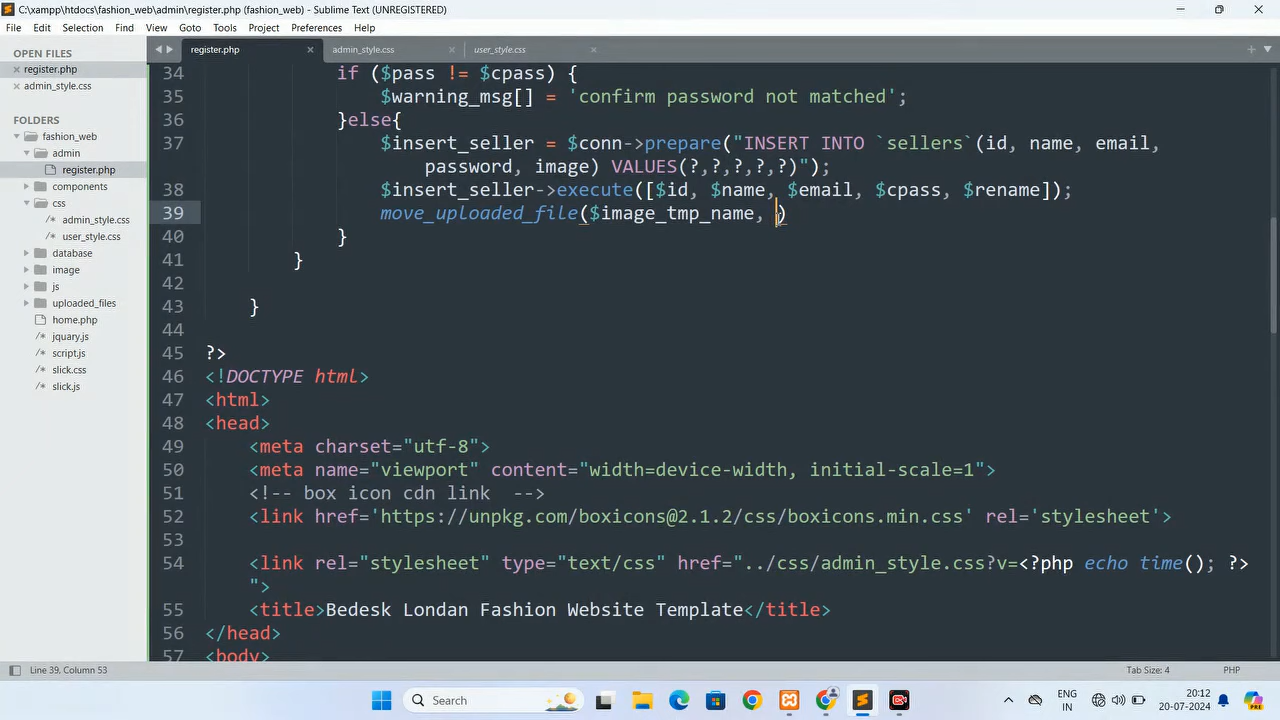 C:\xampp\htdocs\fashion_web\admin\register.php (fashion_web) - Sublime Text (UNREGISTERED)
File Edit Selection Find View Goto Tools Project Preferences Help
OPEN FILES
register.php
admin_style.css
FOLDERS
fashion_web
admin
register.php
components
css
admin_style.css
user_style.css
database
image
js
uploaded_files
home.php
/* jquary.js
/* script.js
/* slick.css
/* slick.js
register.php admin_style.css user_style.css
34 if ($pass != $cpass) {
35 $warning_msg[] = 'confirm password not matched';
36 }else{
37 $insert_seller = $conn->prepare("INSERT INTO `sellers`(id, name, email,
password, image) VALUES(?,?,?,?,?)");
38 $insert_seller->execute([$id, $name, $email, $cpass, $rename]);
39 move_uploaded_file($image_tmp_name, )
40 }
41 }
42
43 }
44
45 ?>
46 <!DOCTYPE html>
47 <html>
48 <head>
49 <meta charset="utf-8">
50 <meta name="viewport" content="width=device-width, initial-scale=1">
51 <!-- box icon cdn link  -->
52 <link href='https://unpkg.com/boxicons@2.1.2/css/boxicons.min.css' rel='stylesheet'>
53
54 <link rel="stylesheet" type="text/css" href="../css/admin_style.css?v=<?php echo time(); ?>
">
55 <title>Bedesk Londan Fashion Website Template</title>
56 </head>
57 <body>
Line 39, Column 53
Tab Size: 4 PHP
Search
ENG
IN
20:12
20-07-2024